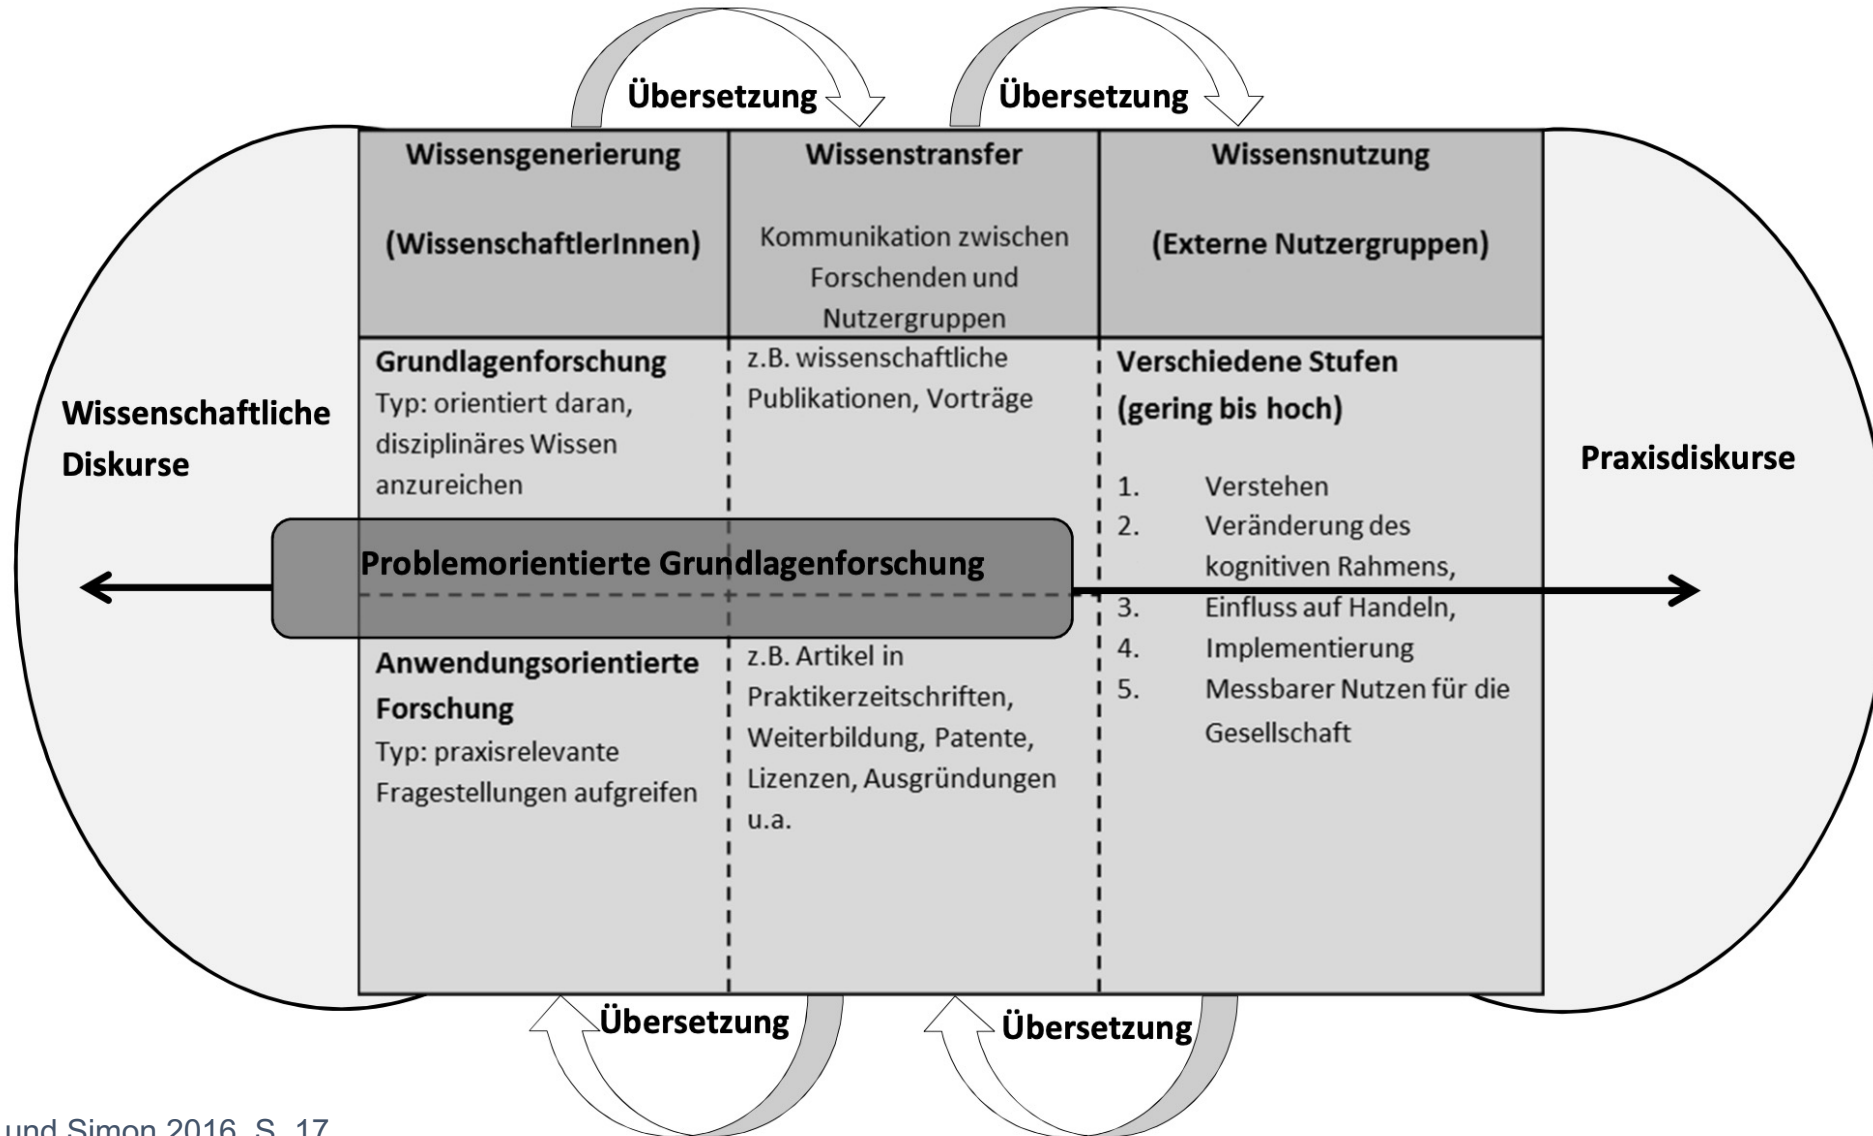 Übersetzung
Übersetzung
Wissensgenerierung
(WissenschaftlerInnen)
Wissenstransfer
Kommunikation zwischen
Forschenden und
Nutzergruppen
Wissensnutzung
(Externe Nutzergruppen)
Wissenschaftliche
Diskurse
Grundlagenforschung
Typ: orientiert daran,
disziplinäres Wissen
anzureichen
z.B. wissenschaftliche
Publikationen, Vorträge
Problemorientierte Grundlagenforschung
Anwendungsorientierte
Forschung
Typ: praxisrelevante
Fragestellungen aufgreifen
z.B. Artikel in
Praktikerzeitschriften,
Weiterbildung, Patente,
Lizenzen, Ausgründungen
u.a.
Verschiedene Stufen
(gering bis hoch)
1. Verstehen
2. Veränderung des
kognitiven Rahmens,
3. Einfluss auf Handeln,
4. Implementierung
5. Messbarer Nutzen für die
Gesellschaft
Praxisdiskurse
Übersetzung
Übersetzung
und Simon 2016, S. 17